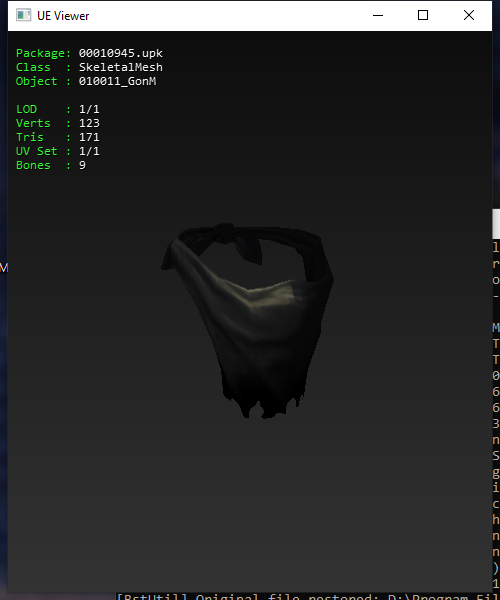 UE Viewer
Package: 00010945.upk
Class  : SkeletalMesh
Object : 010011_GonM
LOD    : 1/1
Verts  : 123
Tris   : 171
UV Set : 1/1
Bones  : 9
M
l
r
o
-
M
T
T
0
6
6
3
n
S
g
i
c
h
n
n
)
1
[BstUtil] Original file restored: D:\Program Fil